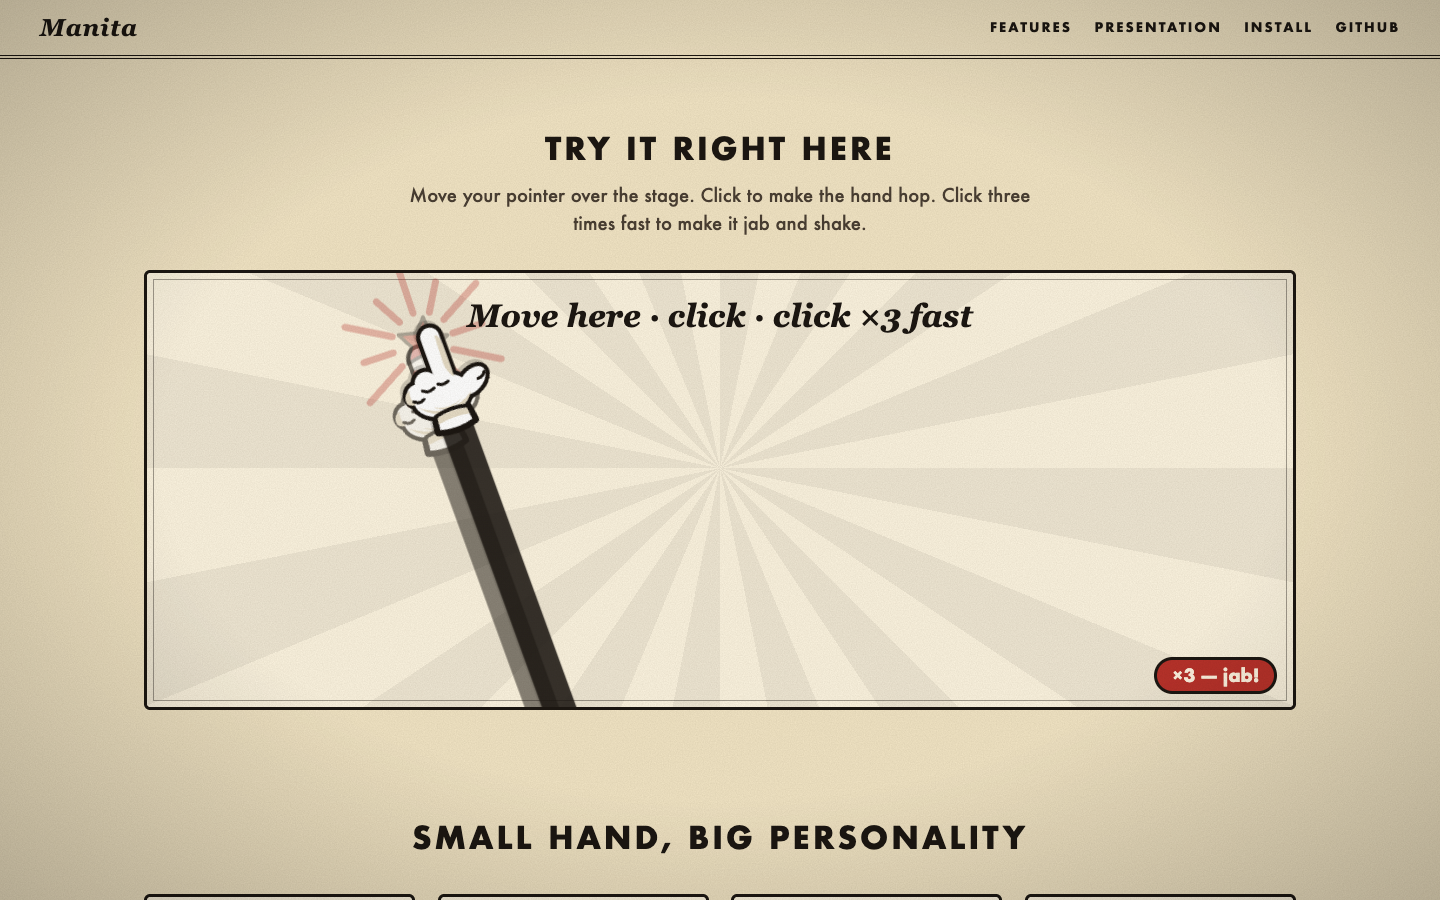 Manita
FEATURES PRESENTATION INSTALL GITHUB
TRY IT RIGHT HERE
Move your pointer over the stage. Click to make the hand hop. Click three
times fast to make it jab and shake.
Move here · click · click ×3 fast
×3 — jab!
SMALL HAND, BIG PERSONALITY